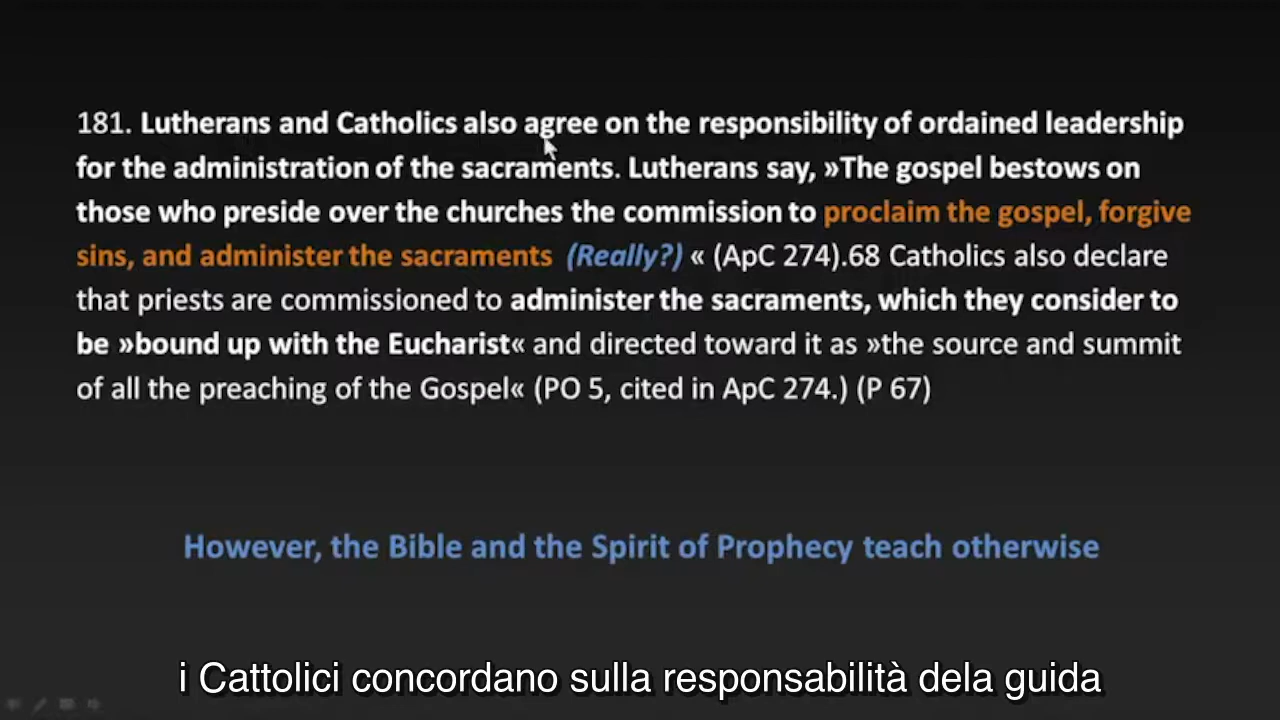 181. Lutherans and Catholics also agree on the responsibility of ordained leadership
for the administration of the sacraments. Lutherans say, »The gospel bestows on
those who preside over the churches the commission to proclaim the gospel, forgive
sins, and administer the sacraments (Really?) « (ApC 274).68 Catholics also declare
that priests are commissioned to administer the sacraments, which they consider to
be »bound up with the Eucharist« and directed toward it as »the source and summit
of all the preaching of the Gospel« (PO 5, cited in ApC 274.) (P 67)
However, the Bible and the Spirit of Prophecy teach otherwise
i Cattolici concordano sulla responsabilità dela guida